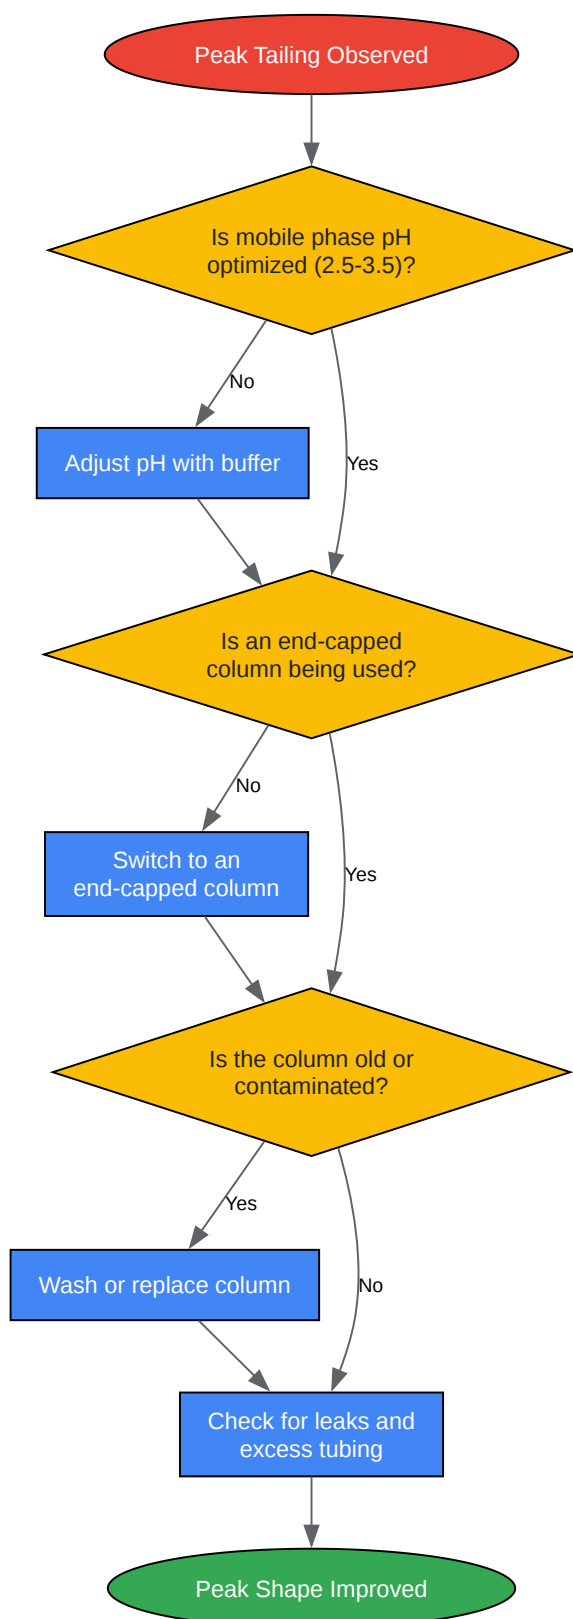 Peak Tailing Observed
Is mobile phase pH
optimized (2.5-3.5)?
No
Yes
Adjust pH with buffer
Is an end-capped
column being used?
No
Yes
Switch to an
end-capped column
Is the column old or
contaminated?
Yes
No
Wash or replace column
Check for leaks and
excess tubing
Peak Shape Improved